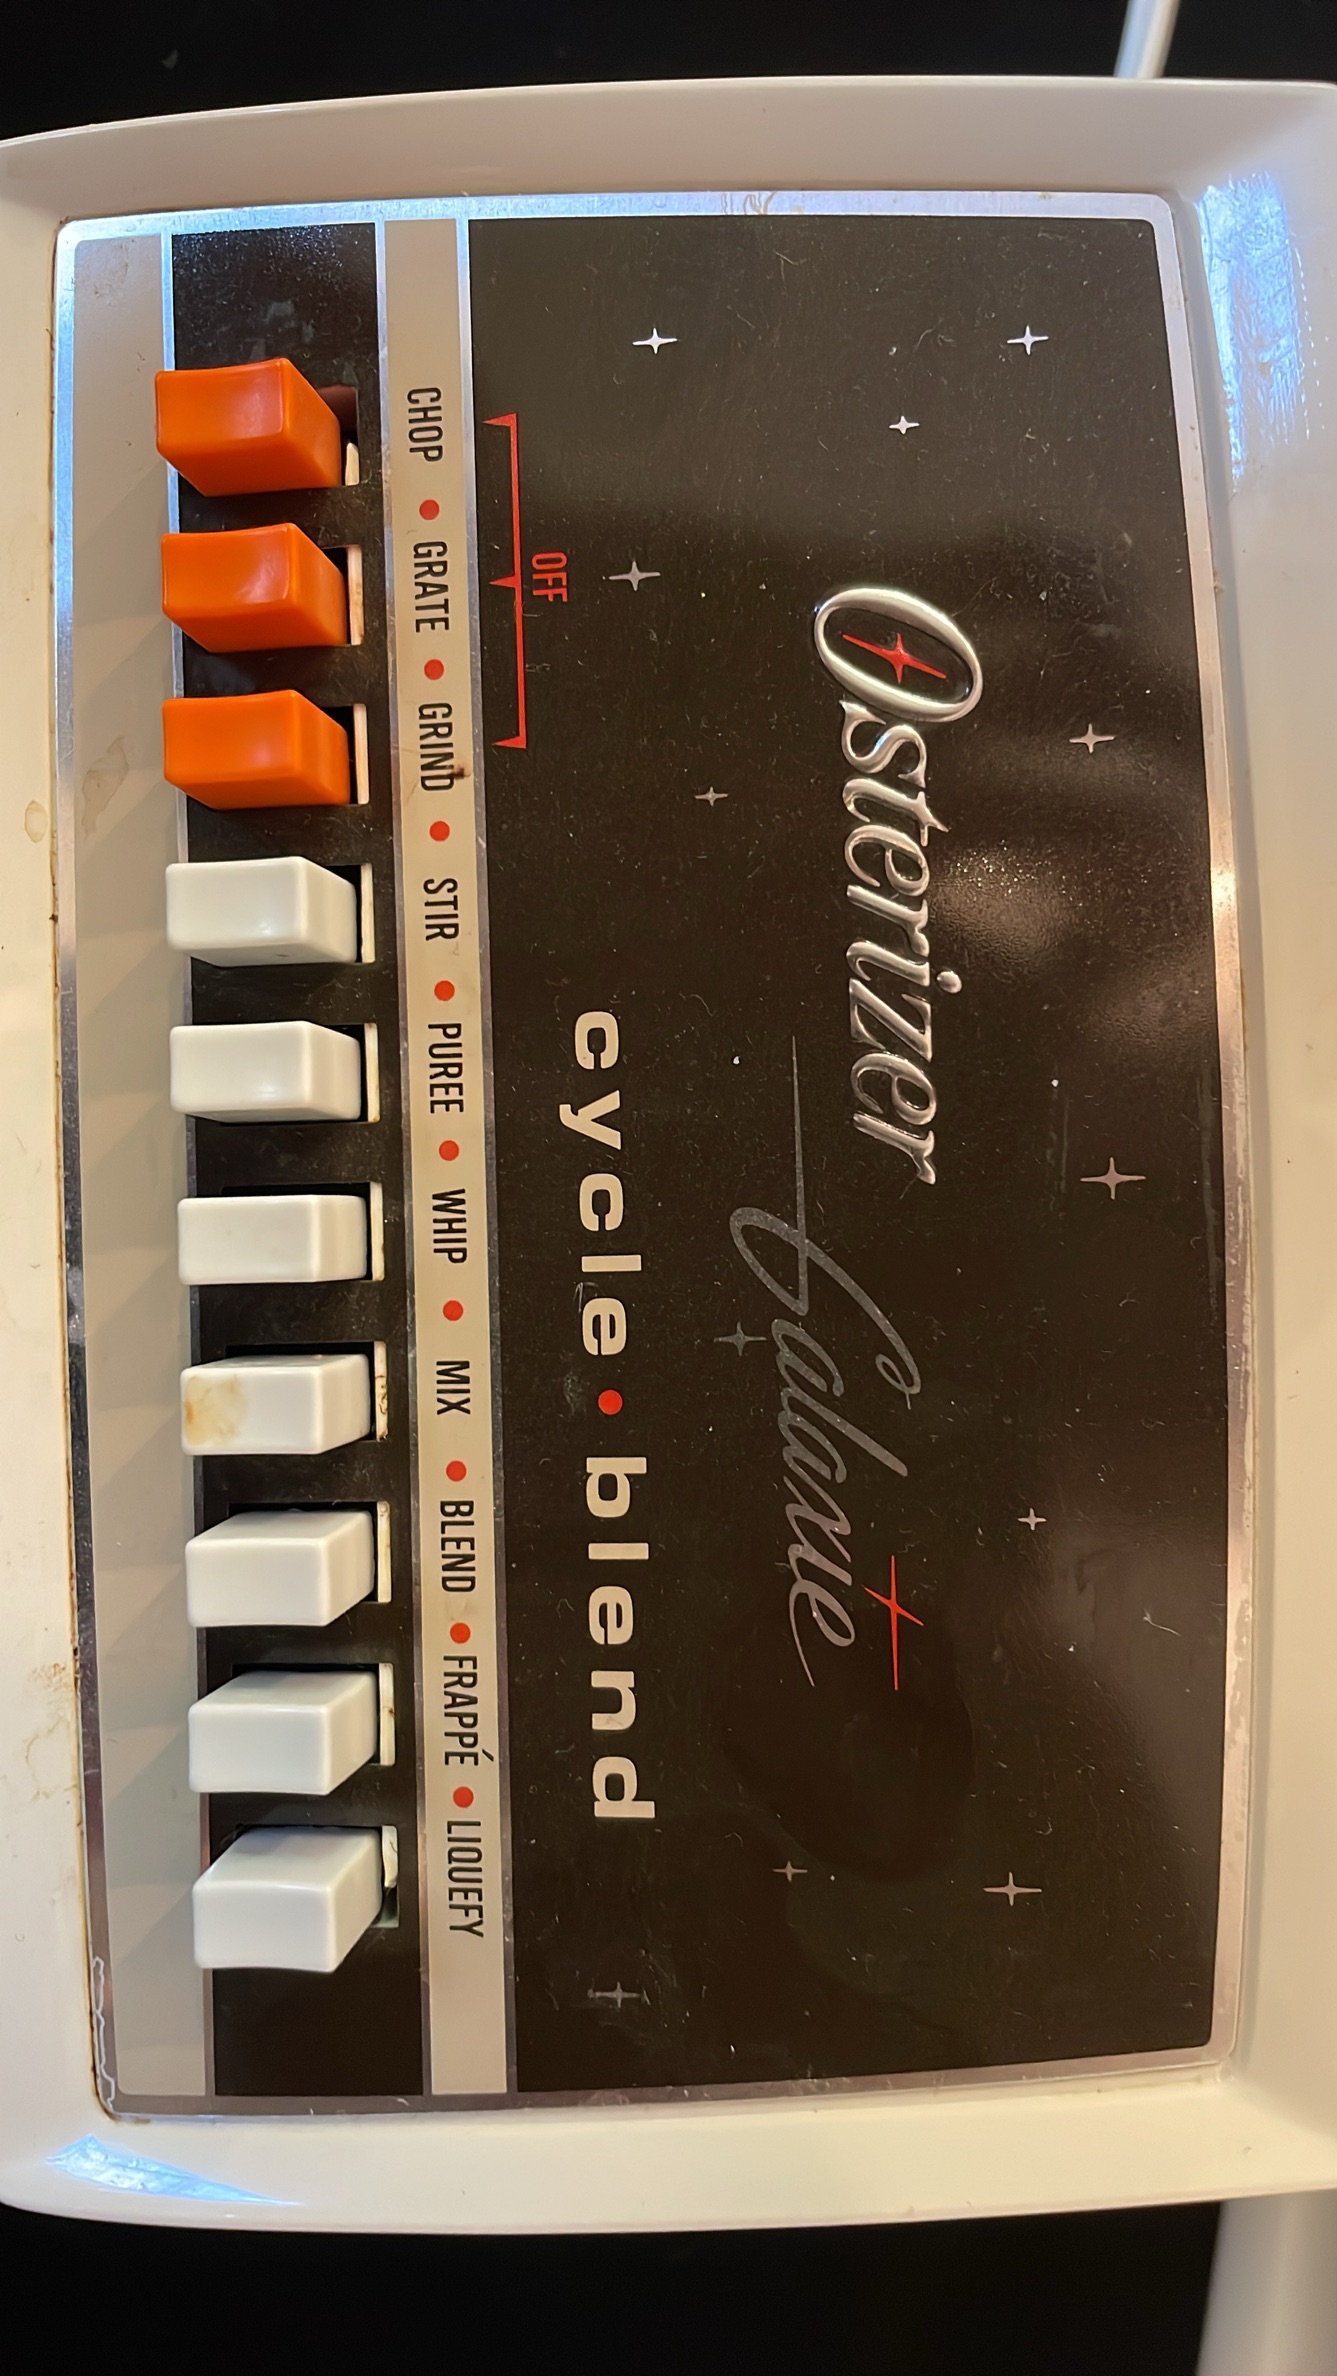 Osterizer
Galaxie
cycle • blend
OFF
CHOP • GRATE • GRIND • STIR • PUREE • WHIP • MIX • BLEND • FRAPPÉ • LIQUEFY